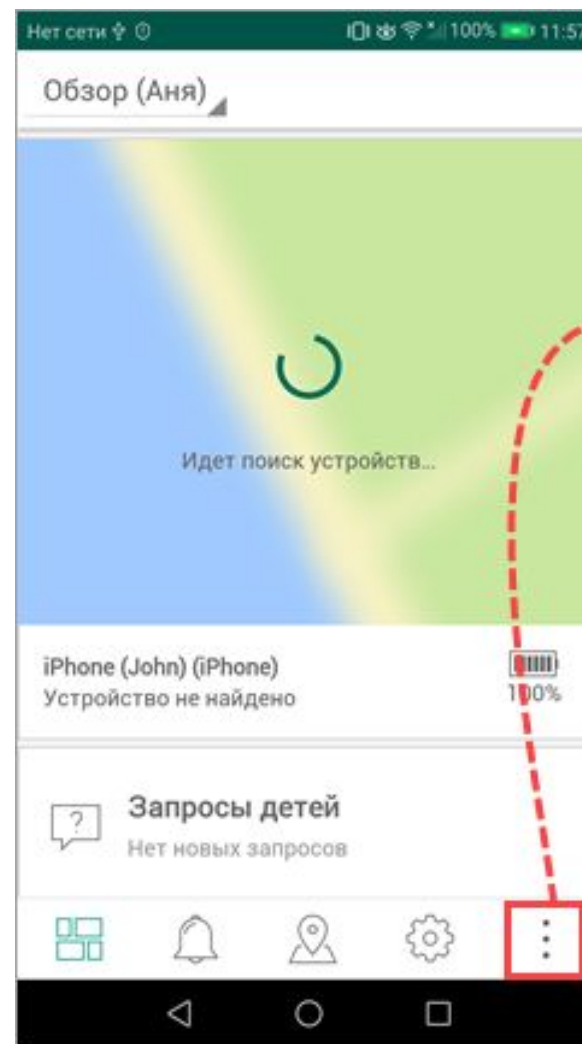 Нет сети 100% 11:57
Обзор (Аня)
Идет поиск устройств...
iPhone (John) (iPhone)
Устройство не найдено
100%
?
Запросы детей
Нет новых запросов